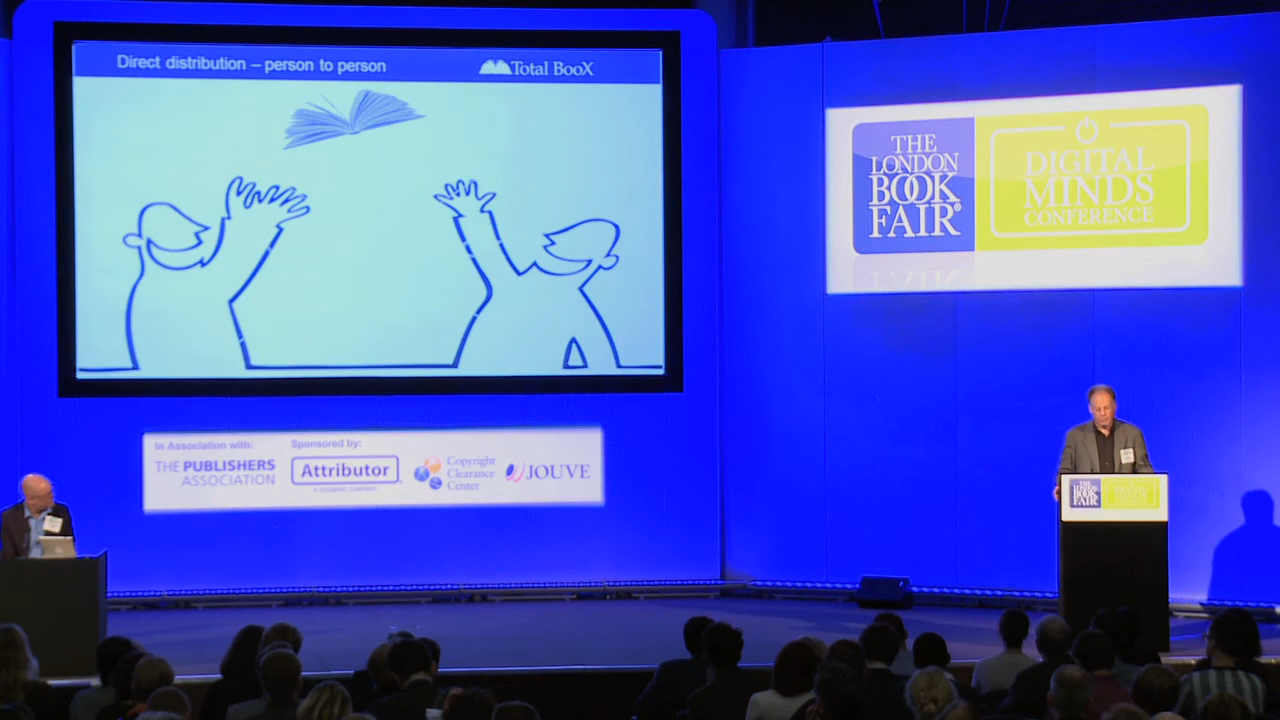 Direct distribution – person to person
Total BooX
THE
LONDON
BOOK
FAIR®
DIGITAL
MINDS
CONFERENCE
In Association with:
THE PUBLISHERS
ASSOCIATION
Sponsored by:
Attributor
Copyright
Clearance
Center
JOUVE
THE
LONDON
BOOK
FAIR